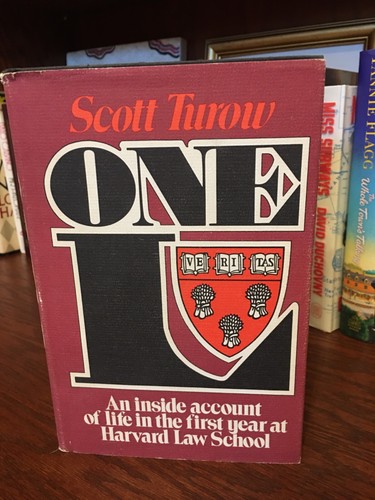 Scott Turow
ONE
L
VE RI TAS
An inside account
of life in the first year at
Harvard Law School
MISS SUBWAYS
DAVID DUCHOVNY
FANNIE FLAGG
The
Whole Town's Talking